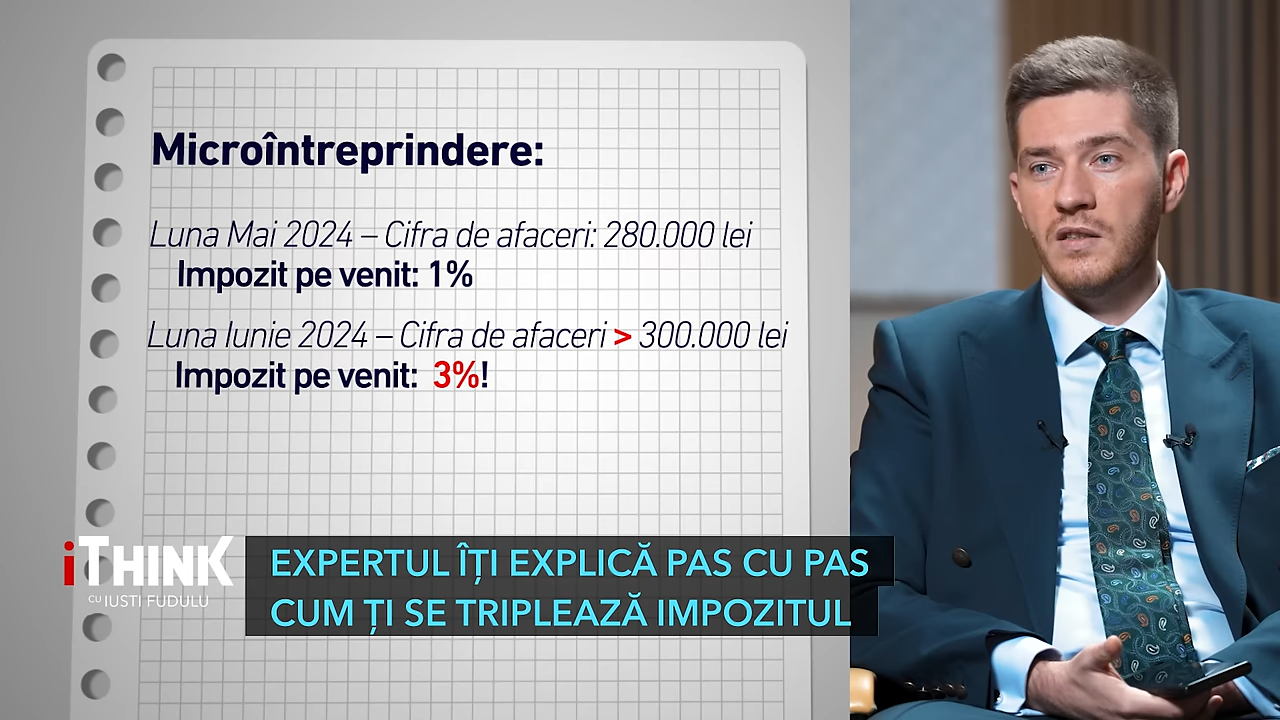 Microîntreprindere:
Luna Mai 2024 – Cifra de afaceri: 280.000 lei
Impozit pe venit: 1%
Luna Iunie 2024 – Cifra de afaceri > 300.000 lei
Impozit pe venit: 3%!
iTHINK
CU IUSTI FUDULU
EXPERTUL ÎȚI EXPLICĂ PAS CU PAS
CUM ȚI SE TRIPLEAZĂ IMPOZITUL